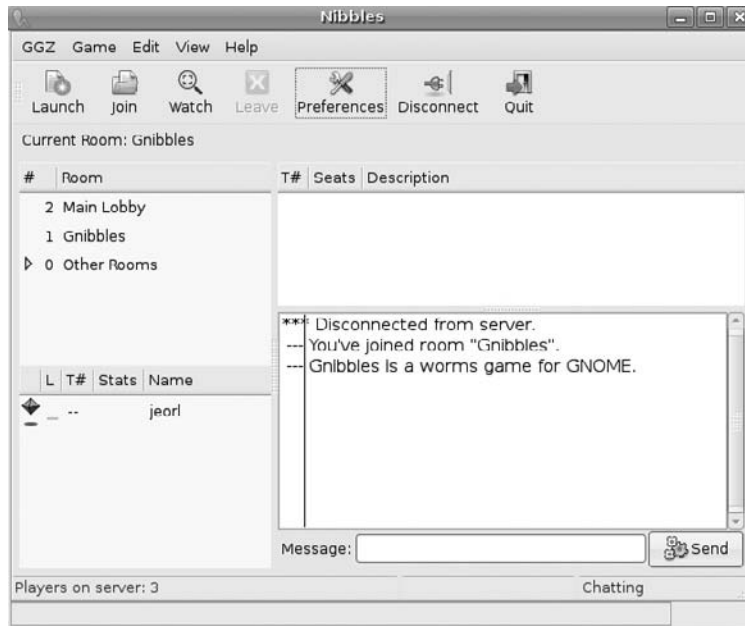 Nibbles
GGZ Game Edit View Help
Launch Join Watch Leave Preferences Disconnect Quit
Current Room: Gnibbles
# Room
2 Main Lobby
1 Gnibbles
0 Other Rooms
T# Seats Description
*** Disconnected from server.
--- You've joined room "Gnibbles".
--- Gnibbles is a worms game for GNOME.
L T# Stats Name
-- jeorl
Message: Send
Players on server: 3 Chatting